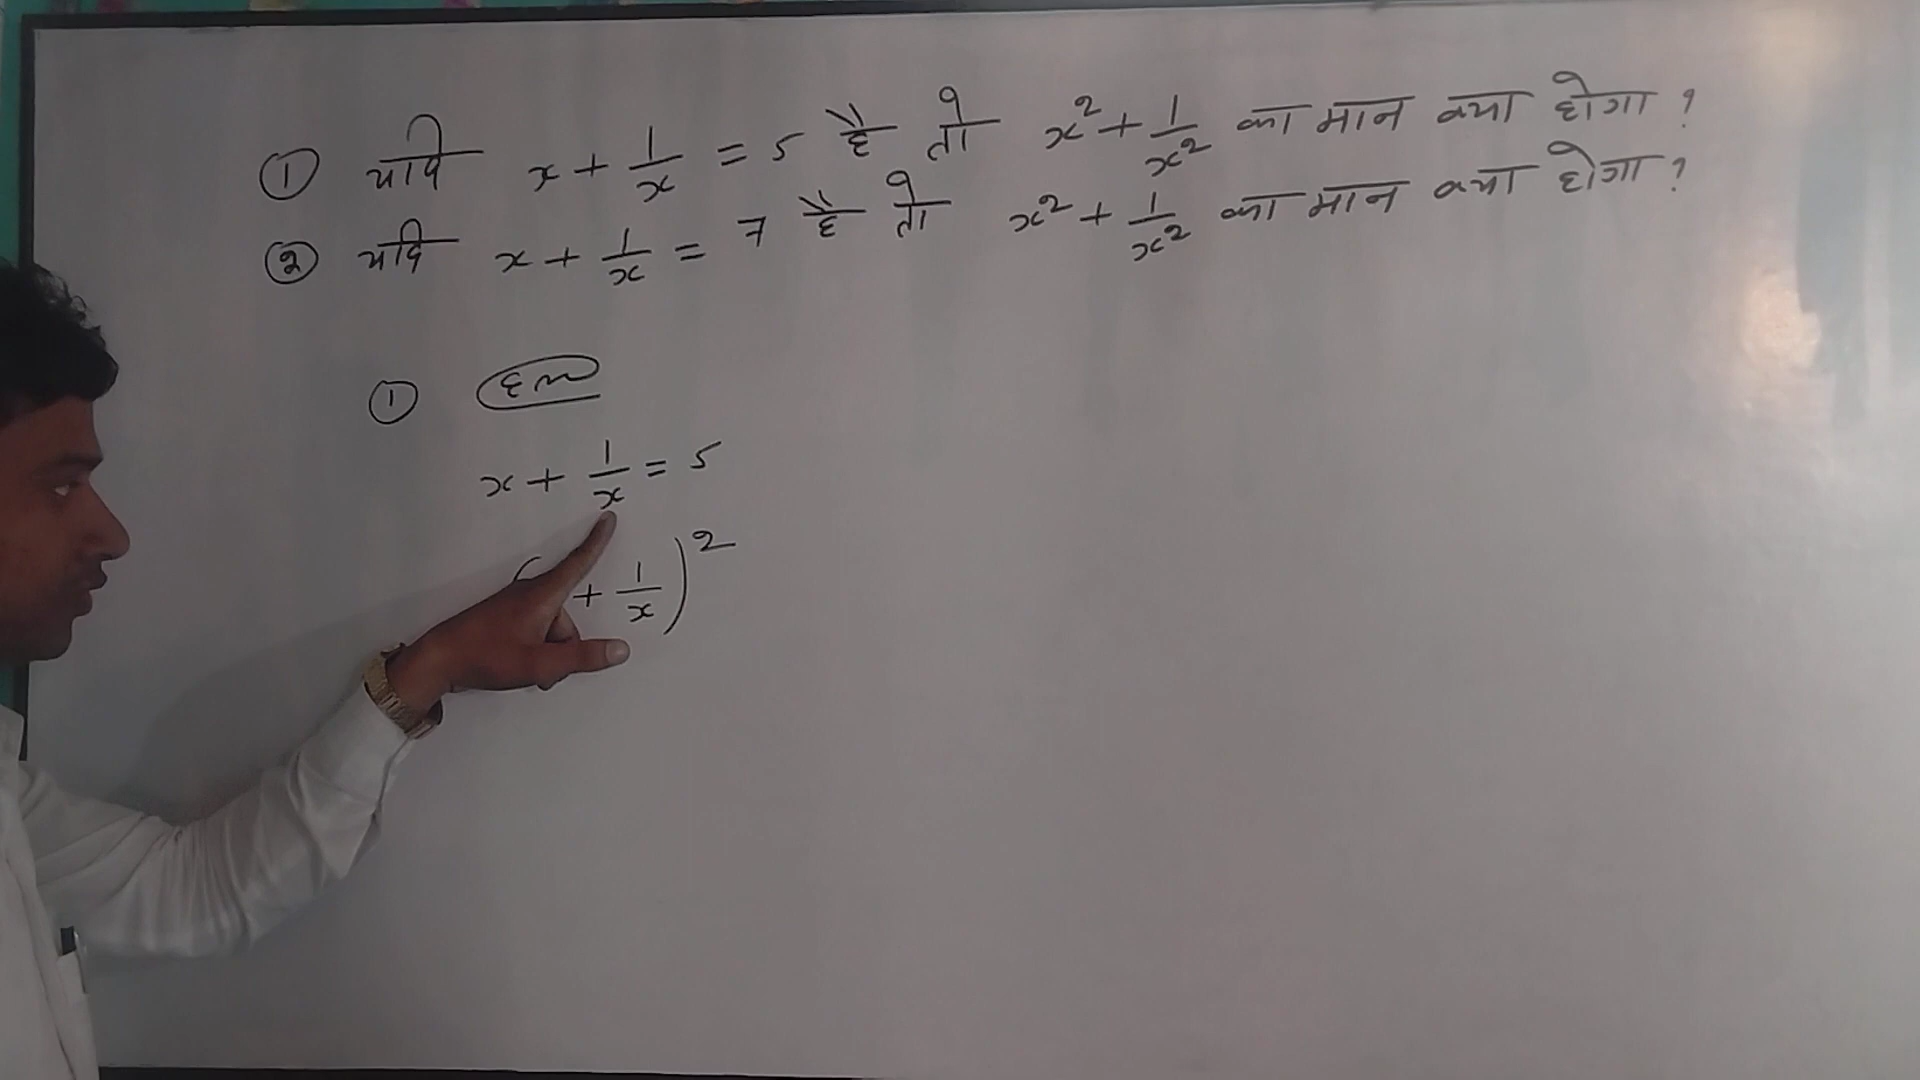 ① यदि x + 1/x = 5 है तो x² + 1/x² का मान क्या होगा ?
② यदि x + 1/x = 7 है तो x² + 1/x² का मान क्या होगा ?
① हल
x + 1/x = 5
( + 1/x )²